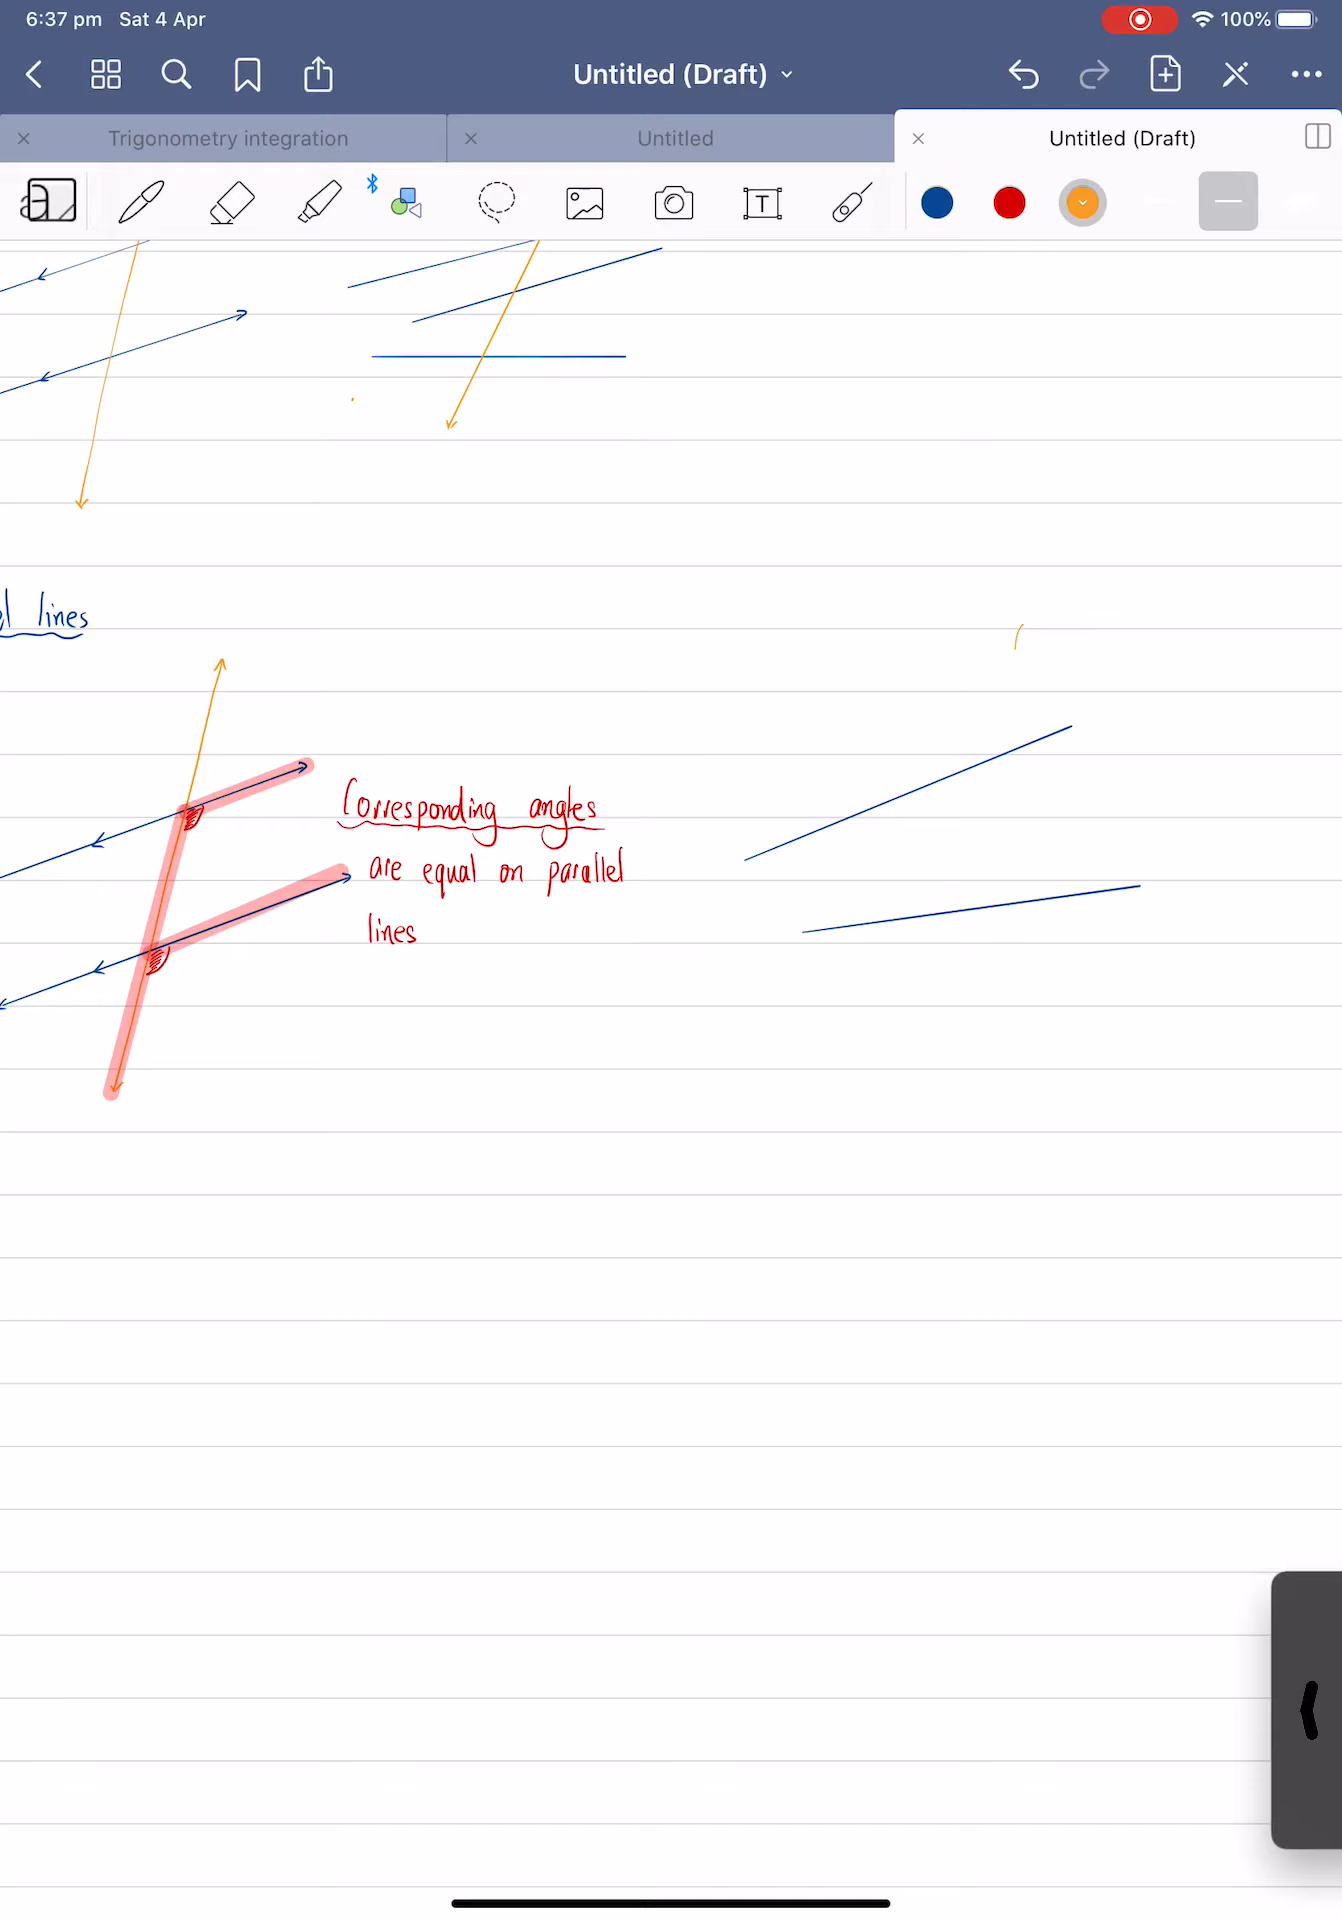 6:37 pm Sat 4 Apr
100%
Untitled (Draft)
Trigonometry integration
Untitled
Untitled (Draft)
a
T
lines
Corresponding angles
are equal on parallel
lines